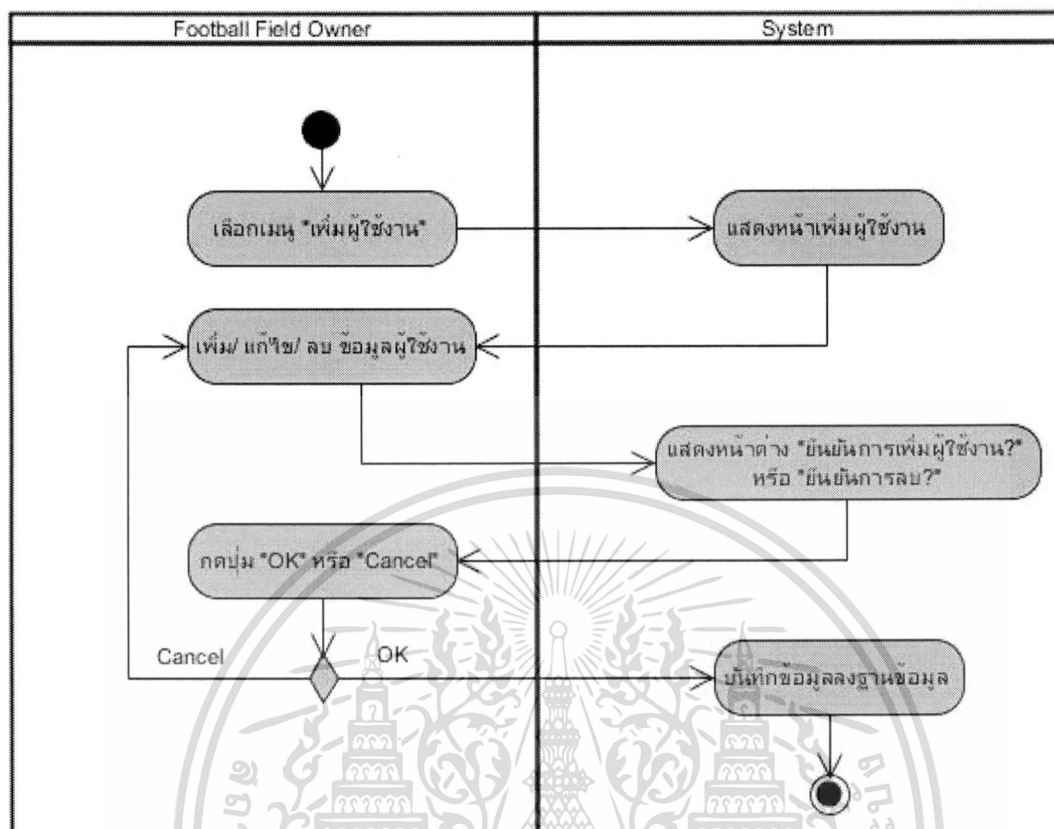 Football Field Owner
System
เลือกเมนู "เพิ่มผู้ใช้งาน"
แสดงหน้าเพิ่มผู้ใช้งาน
เพิ่ม/ แก้ไข/ ลบ ข้อมูลผู้ใช้งาน
แสดงหน้าต่าง "ยืนยันการเพิ่มผู้ใช้งาน?"
หรือ "ยืนยันการลบ?"
กดปุ่ม "OK" หรือ "Cancel"
Cancel
OK
บันทึกข้อมูลลงฐานข้อมูล